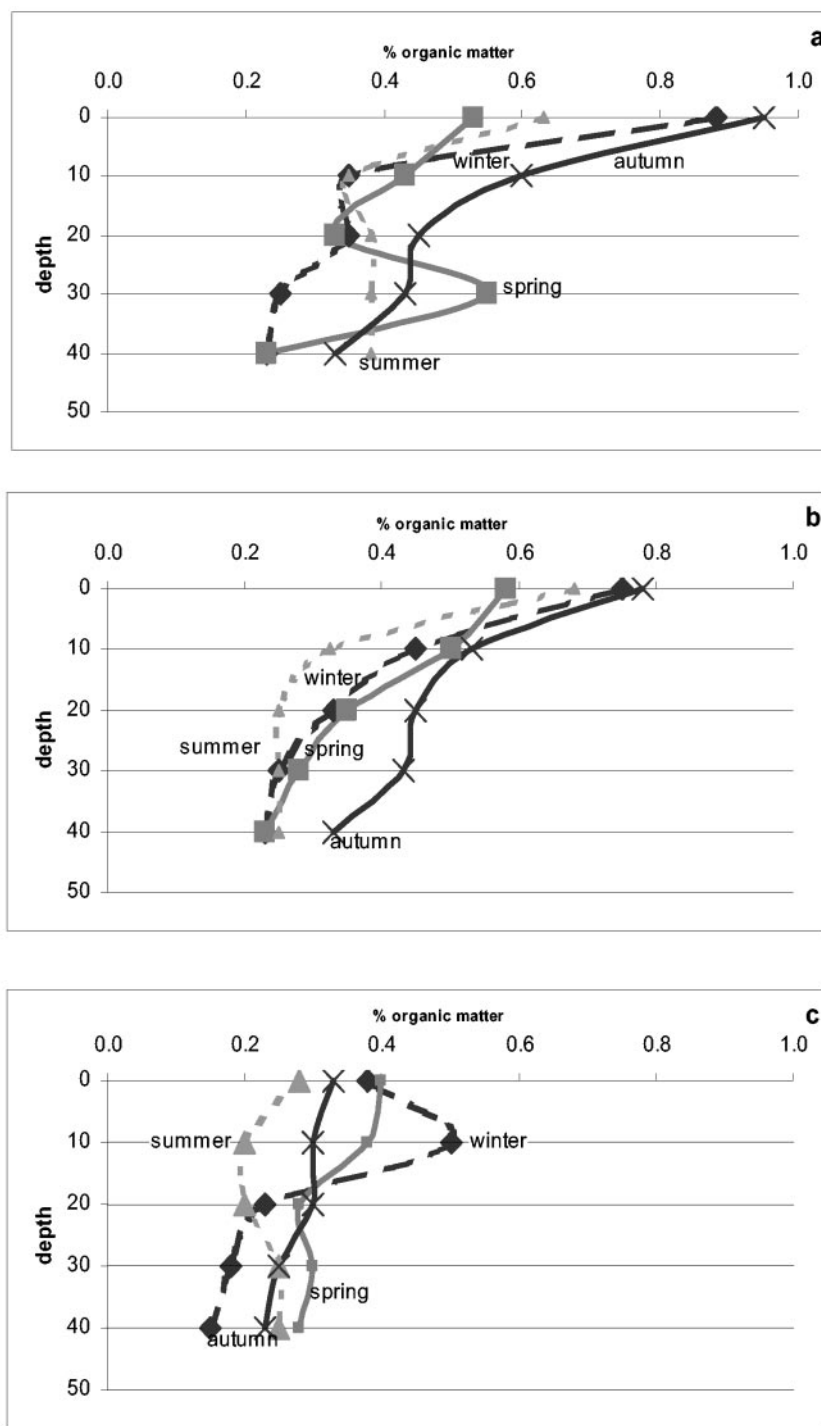 a
% organic matter
0.0 0.2 0.4 0.6 0.8 1.0
0
10
20
30
40
50
depth
winter autumn
spring
summer
b
% organic matter
0.0 0.2 0.4 0.6 0.8 1.0
0
10
20
30
40
50
depth
winter
summer spring
autumn
c
% organic matter
0.0 0.2 0.4 0.6 0.8 1.0
0
10
20
30
40
50
depth
summer winter
spring
autumn